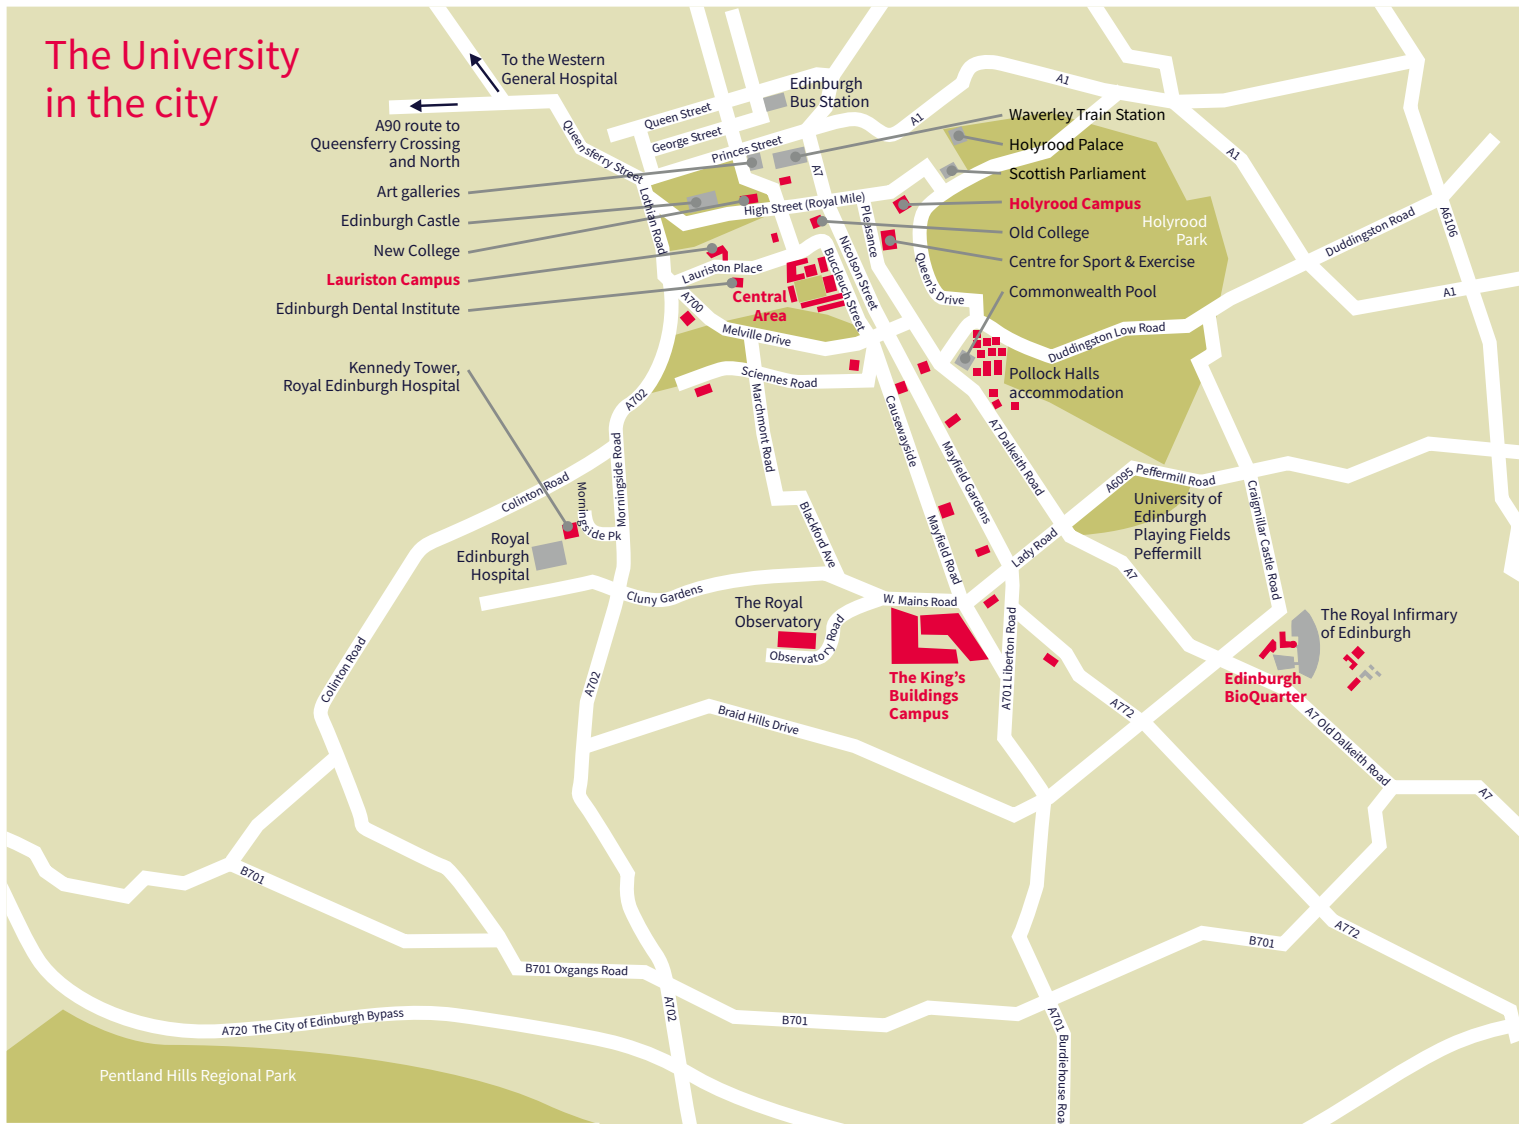 The University
in the city
To the Western
General Hospital
A90 route to
Queensferry Crossing
and North
Art galleries
Edinburgh Castle
New College
Lauriston Campus
Edinburgh Dental Institute
Kennedy Tower,
Royal Edinburgh Hospital
Edinburgh
Bus Station
Waverley Train Station
Holyrood Palace
Scottish Parliament
Holyrood Campus
Old College
Centre for Sport & Exercise
Commonwealth Pool
Holyrood
Park
Queen Street
George Street
Princes Street
Queensferry Street
Lothian Road
High Street (Royal Mile)
A7
A1
A1
A1
A1
A6106
Pleasance
Nicolson Street
Buccleuch Street
Queen's Drive
Lauriston Place
Central
Area
A700
Melville Drive
Sciennes Road
Duddingston Road
Duddingston Low Road
Pollock Halls
accommodation
A702
Marchmont Road
Causewayside
Mayfield Gardens
A7 Dalkeith Road
Morningside Road
Colinton Road
Morningside Pk
Royal
Edinburgh
Hospital
Blackford Ave
Mayfield Road
Lady Road
A6095 Peffermill Road
University of
Edinburgh
Playing Fields
Peffermill
Craigmillar Castle Road
A7
Cluny Gardens
W. Mains Road
The Royal
Observatory
Observatory Road
The King's
Buildings
Campus
A701 Liberton Road
The Royal Infirmary
of Edinburgh
Edinburgh
BioQuarter
Colinton Road
A702
Braid Hills Drive
A772
A7 Old Dalkeith Road
A7
B701
B701 Oxgangs Road
A702
B701
B701
A772
A720 The City of Edinburgh Bypass
A701 Burdiehouse Roa
Pentland Hills Regional Park